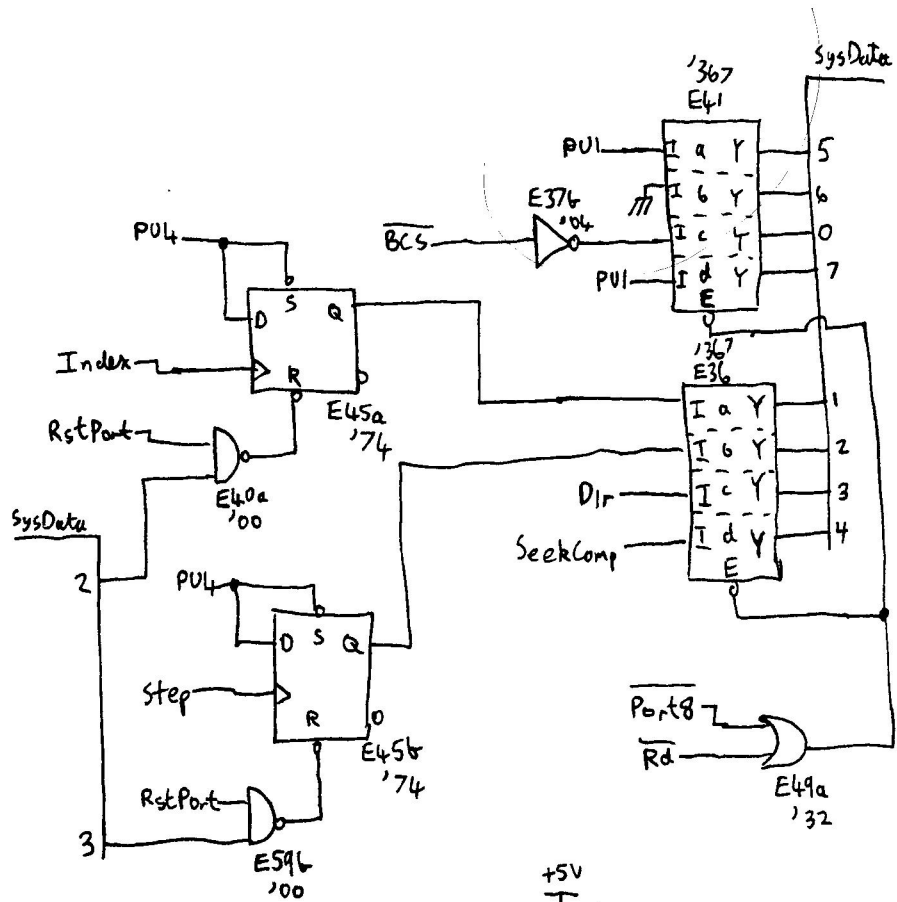 SysData
'367
E41
PU1
I a Y
5
I b Y
6
E37b
'04
BCS
I c Y
0
PU1
I d Y
7
E
PU4
S
D
Q
Index
R
E45a
'74
RstPort
E40a
'00
SysData
2
'367
E36
I a Y
1
I b Y
2
Dir
I c Y
3
SeekComp
I d Y
4
E
PU4
S
D
Q
Step
R
E45b
'74
RstPort
3
E59b
'00
Port8
Rd
E49a
'32
+5V